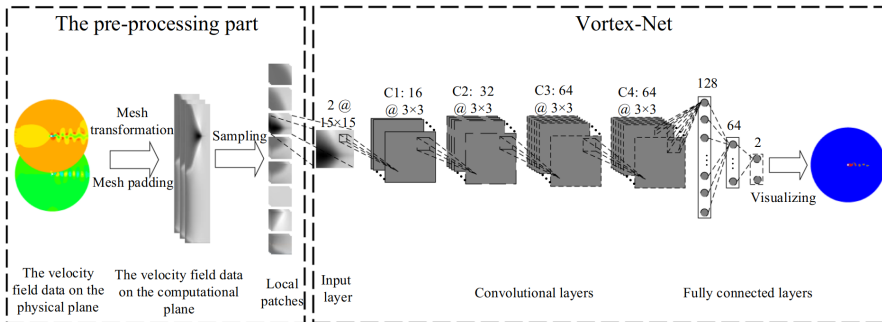 The pre-processing part
Vortex-Net
Mesh
transformation
Mesh padding
Sampling
2 @
15×15
C1: 16
@ 3×3
C2: 32
@ 3×3
C3: 64
@ 3×3
C4: 64
@ 3×3
128
64
2
Visualizing
The velocity
field data on the
physical plane
The velocity field data
on the computational
plane
Local
patches
Input
layer
Convolutional layers
Fully connected layers